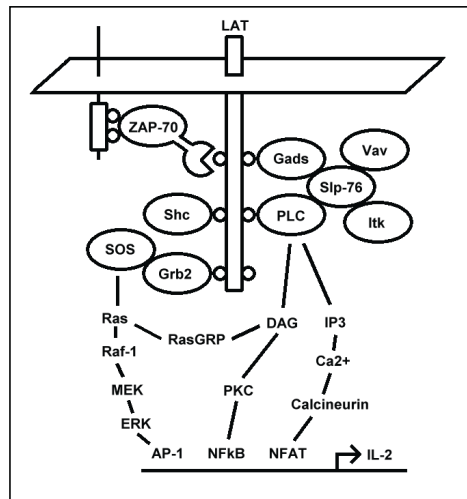 LAT
ZAP-70
Gads
Vav
Slp-76
Shc
PLC
Itk
SOS
Grb2
Ras
DAG
IP3
RasGRP
Raf-1
Ca2+
MEK
PKC
Calcineurin
ERK
AP-1
NFkB
NFAT
IL-2